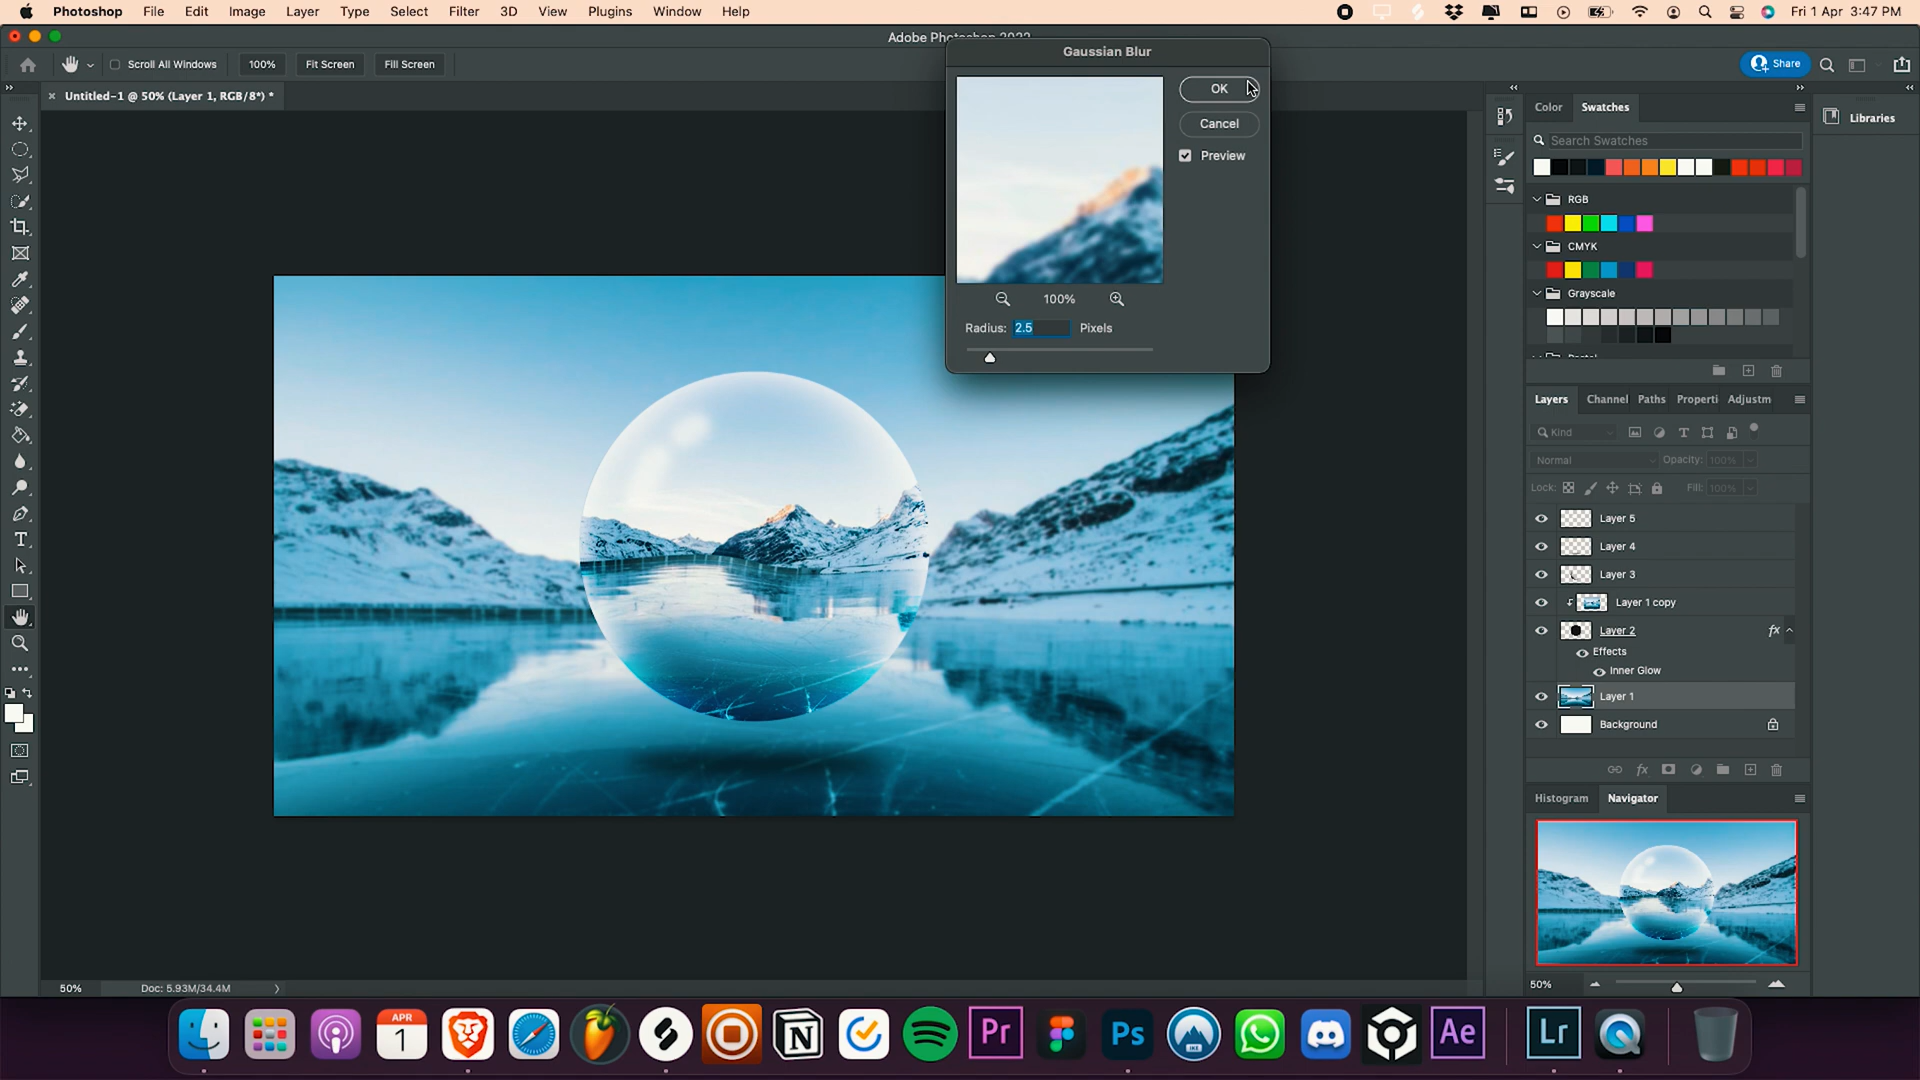 Photoshop File Edit Image Layer Type Select Filter 3D View Plugins Window Help Fri 1 Apr 3:47 PM
Gaussian Blur
Scroll All Windows 100% Fit Screen Fill Screen
Share
Untitled-1 @ 50% (Layer 1, RGB/8*) *
OK
Cancel
Preview
100%
Radius: 2.5 Pixels
Color Swatches
Libraries
Search Swatches
RGB
CMYK
Grayscale
Layers Channel Paths Properti Adjustm
Kind
Normal Opacity: 100%
Lock: Fill: 100%
Layer 5
Layer 4
Layer 3
Layer 1 copy
Layer 2 fx
Effects
Inner Glow
Layer 1
Background
fx
Histogram Navigator
50%
50% Doc: 5.93M/34.4M
APR
1
N
Pr
Ps
IKE
Ae
Lr